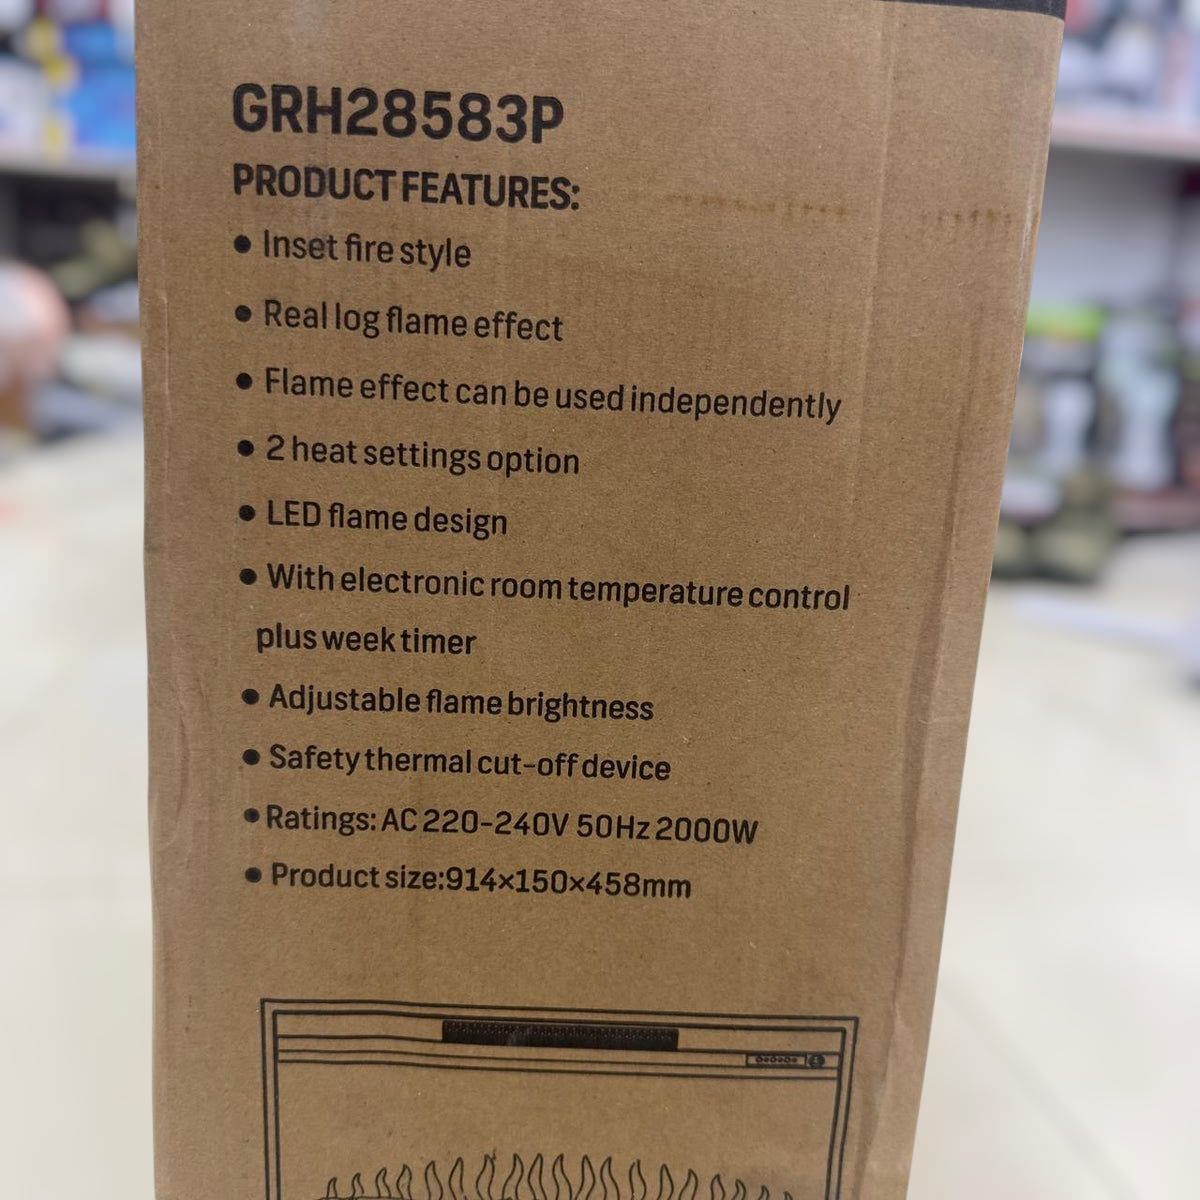 GRH28583P
PRODUCT FEATURES:
• Inset fire style
• Real log flame effect
• Flame effect can be used independently
• 2 heat settings option
• LED flame design
• With electronic room temperature control
plus week timer
• Adjustable flame brightness
• Safety thermal cut-off device
• Ratings: AC 220-240V 50Hz 2000W
• Product size:914×150×458mm